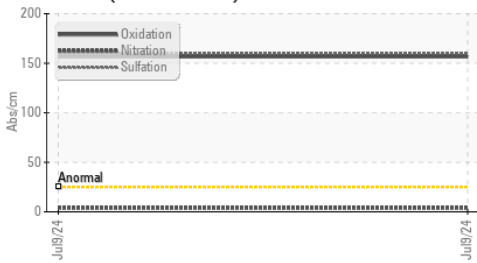 200
150
100
50
0
Abs/cm
Oxidation
Nitration
Sulfation
Anormal
Jul9/24
Jul9/24